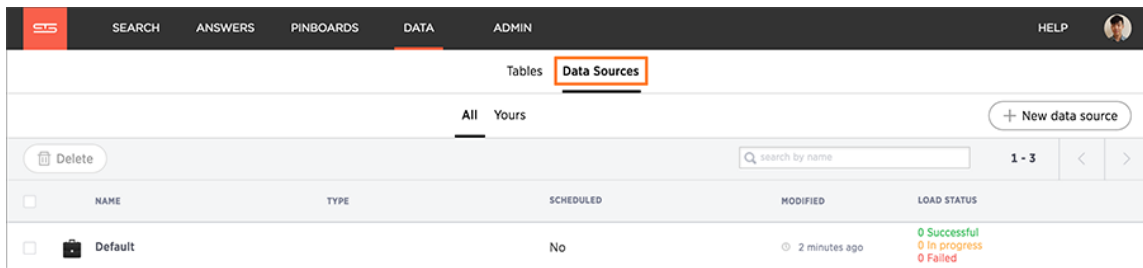 SEARCH ANSWERS PINBOARDS DATA ADMIN HELP
Tables Data Sources
All Yours + New data source
Delete search by name 1 - 3 < >
NAME TYPE SCHEDULED MODIFIED LOAD STATUS
0 Successful
Default No 2 minutes ago 0 In progress
0 Failed